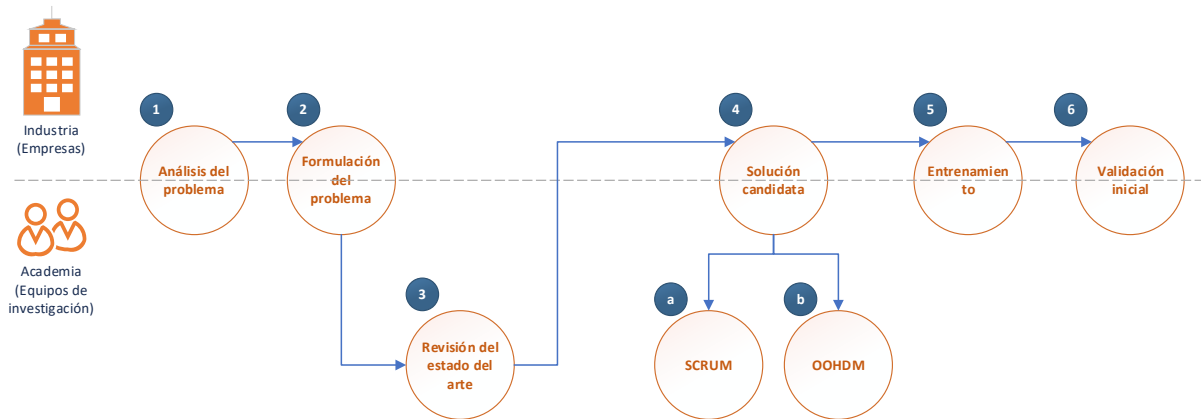 Industria
(Empresas)
Academia
(Equipos de
investigación)
1
Análisis del
problema
2
Formulación
del
problema
3
Revisión del
estado del
arte
4
Solución
candidata
a
SCRUM
b
OOHDM
5
Entrenamien
to
6
Validación
inicial